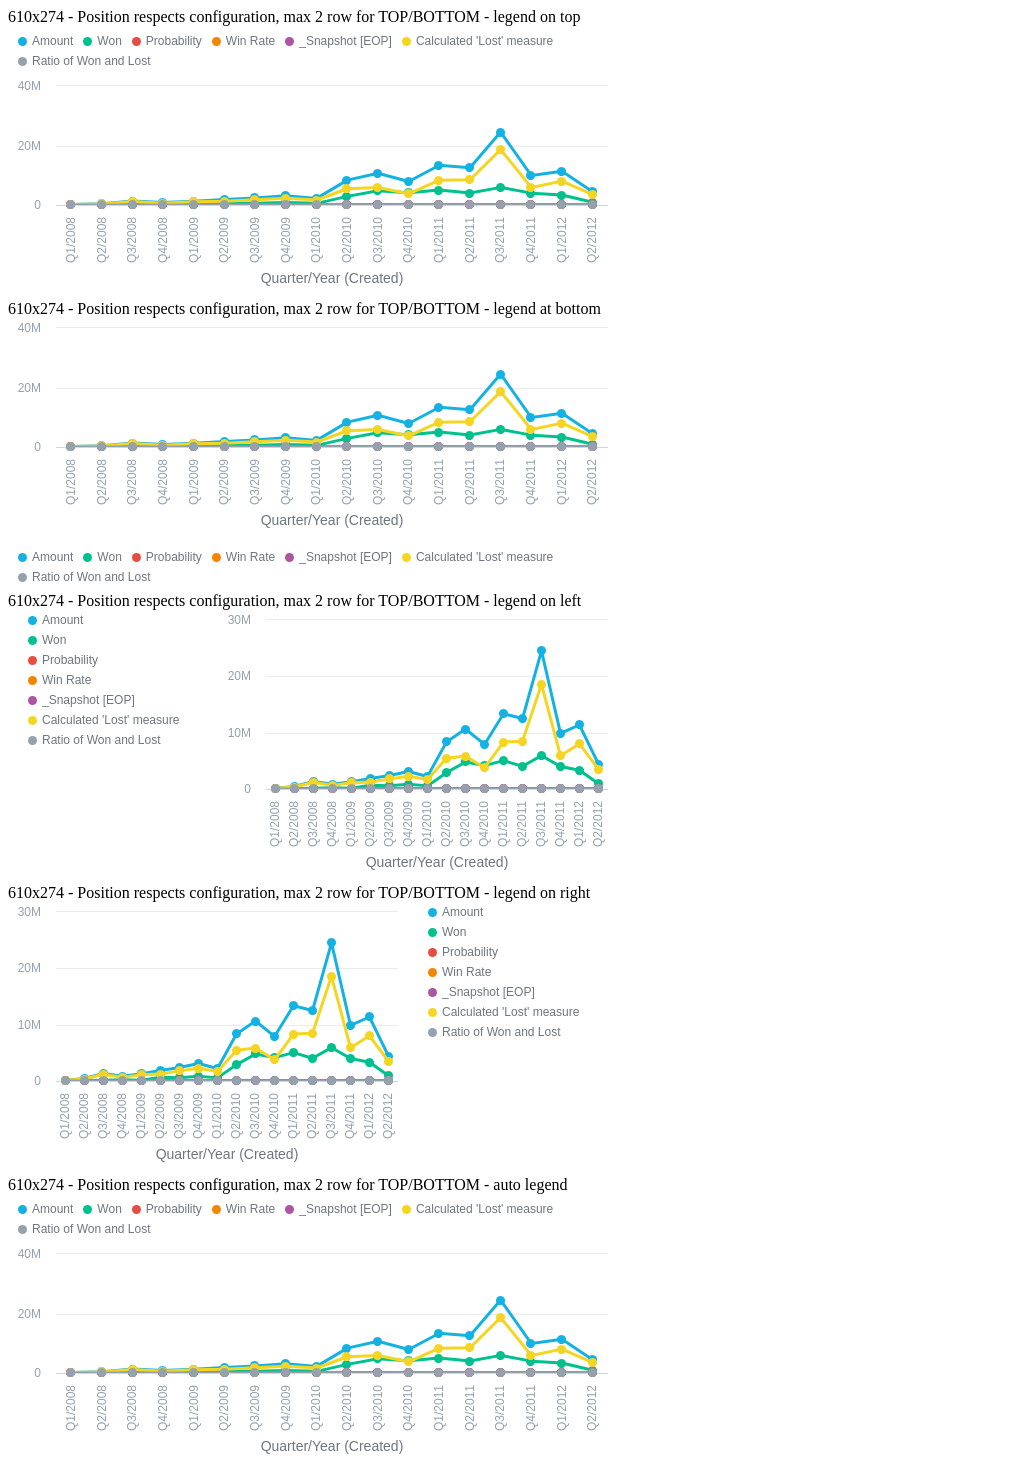 610x274 - Position respects configuration, max 2 row for TOP/BOTTOM - legend on top
Amount Won Probability Win Rate _Snapshot [EOP] Calculated 'Lost' measure
Ratio of Won and Lost
40M
20M
0
Q1/2008 Q2/2008 Q3/2008 Q4/2008 Q1/2009 Q2/2009 Q3/2009 Q4/2009 Q1/2010 Q2/2010 Q3/2010 Q4/2010 Q1/2011 Q2/2011 Q3/2011 Q4/2011 Q1/2012 Q2/2012
Quarter/Year (Created)
610x274 - Position respects configuration, max 2 row for TOP/BOTTOM - legend at bottom
40M
20M
0
Q1/2008 Q2/2008 Q3/2008 Q4/2008 Q1/2009 Q2/2009 Q3/2009 Q4/2009 Q1/2010 Q2/2010 Q3/2010 Q4/2010 Q1/2011 Q2/2011 Q3/2011 Q4/2011 Q1/2012 Q2/2012
Quarter/Year (Created)
Amount Won Probability Win Rate _Snapshot [EOP] Calculated 'Lost' measure
Ratio of Won and Lost
610x274 - Position respects configuration, max 2 row for TOP/BOTTOM - legend on left
Amount
Won
Probability
Win Rate
_Snapshot [EOP]
Calculated 'Lost' measure
Ratio of Won and Lost
30M
20M
10M
0
Q1/2008 Q2/2008 Q3/2008 Q4/2008 Q1/2009 Q2/2009 Q3/2009 Q4/2009 Q1/2010 Q2/2010 Q3/2010 Q4/2010 Q1/2011 Q2/2011 Q3/2011 Q4/2011 Q1/2012 Q2/2012
Quarter/Year (Created)
610x274 - Position respects configuration, max 2 row for TOP/BOTTOM - legend on right
30M
20M
10M
0
Q1/2008 Q2/2008 Q3/2008 Q4/2008 Q1/2009 Q2/2009 Q3/2009 Q4/2009 Q1/2010 Q2/2010 Q3/2010 Q4/2010 Q1/2011 Q2/2011 Q3/2011 Q4/2011 Q1/2012 Q2/2012
Quarter/Year (Created)
Amount
Won
Probability
Win Rate
_Snapshot [EOP]
Calculated 'Lost' measure
Ratio of Won and Lost
610x274 - Position respects configuration, max 2 row for TOP/BOTTOM - auto legend
Amount Won Probability Win Rate _Snapshot [EOP] Calculated 'Lost' measure
Ratio of Won and Lost
40M
20M
0
Q1/2008 Q2/2008 Q3/2008 Q4/2008 Q1/2009 Q2/2009 Q3/2009 Q4/2009 Q1/2010 Q2/2010 Q3/2010 Q4/2010 Q1/2011 Q2/2011 Q3/2011 Q4/2011 Q1/2012 Q2/2012
Quarter/Year (Created)